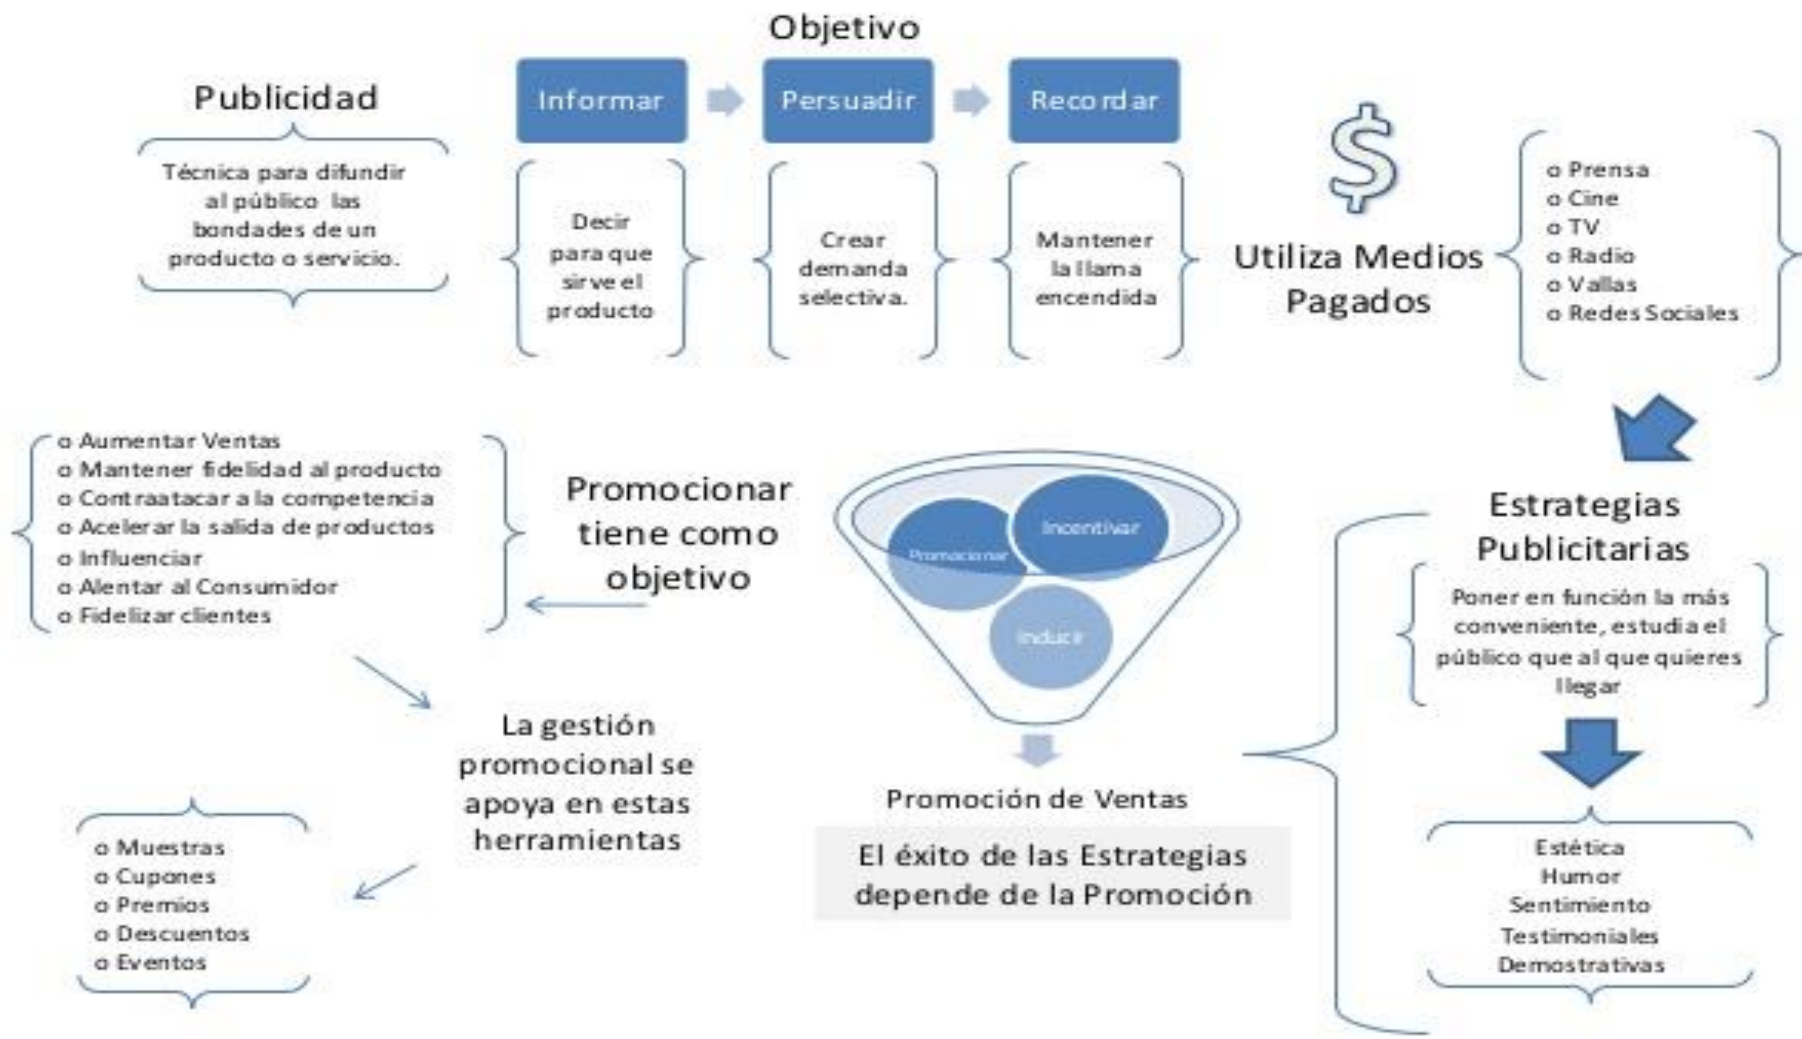 Objetivo
Publicidad
Técnica para difundir
al público las
bondades de un
producto o servicio.
Informar
Persuadir
Recordar
Decir
para que
sirve el
producto
Crear
demanda
selectiva.
Mantener
la llama
encendida
Utiliza Medios
Pagados
$
o Prensa
o Cine
o TV
o Radio
o Vallas
o Redes Sociales
Estrategias
Publicitarias
Poner en función la más
conveniente, estudia el
público que al que quieres
llegar
Estética
Humor
Sentimiento
Testimoniales
Demostrativas
Incentivar
Promocionar
Inducir
Promoción de Ventas
El éxito de las Estrategias
depende de la Promoción
Promocionar
tiene como
objetivo
o Aumentar Ventas
o Mantener fidelidad al producto
o Contraatacar a la competencia
o Acelerar la salida de productos
o Influenciar
o Alentar al Consumidor
o Fidelizar clientes
La gestión
promocional se
apoya en estas
herramientas
o Muestras
o Cupones
o Premios
o Descuentos
o Eventos